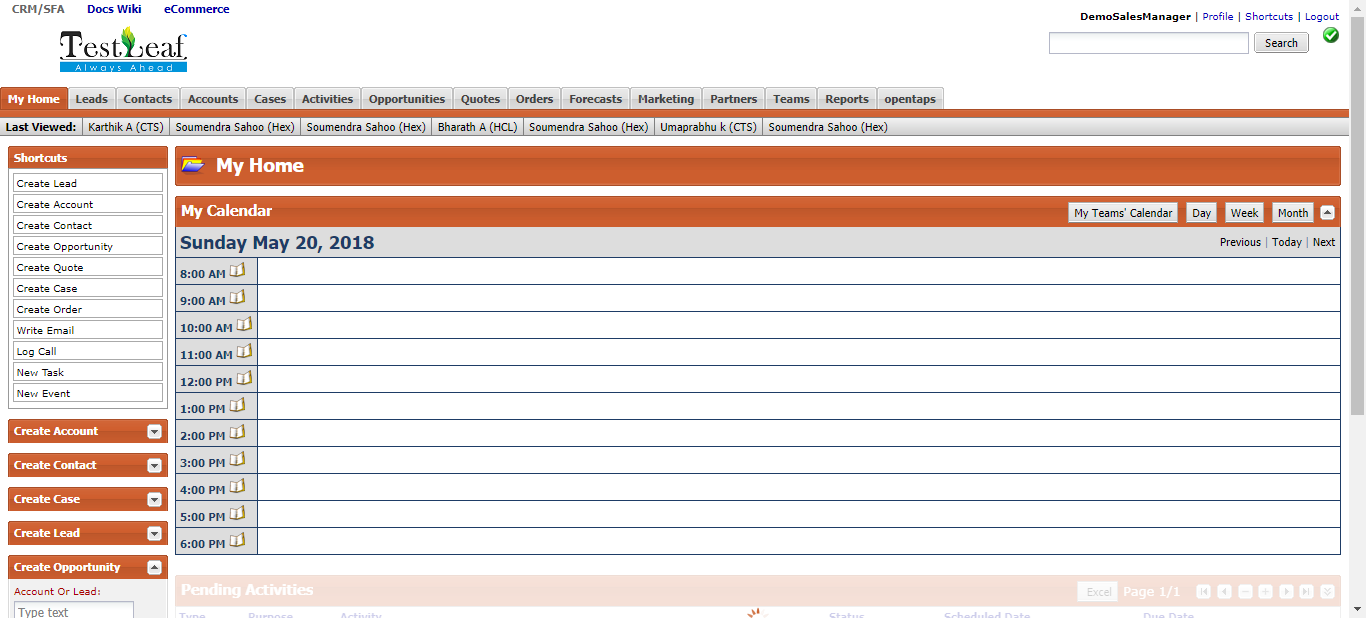 CRM/SFA Docs Wiki eCommerce
DemoSalesManager | Profile | Shortcuts | Logout
TestLeaf
Always Ahead
Search
My Home Leads Contacts Accounts Cases Activities Opportunities Quotes Orders Forecasts Marketing Partners Teams Reports opentaps
Last Viewed: Karthik A (CTS) Soumendra Sahoo (Hex) Soumendra Sahoo (Hex) Bharath A (HCL) Soumendra Sahoo (Hex) Umaprabhu k (CTS) Soumendra Sahoo (Hex)
Shortcuts
Create Lead
Create Account
Create Contact
Create Opportunity
Create Quote
Create Case
Create Order
Write Email
Log Call
New Task
New Event
Create Account
Create Contact
Create Case
Create Lead
Create Opportunity
Account Or Lead:
Type text
My Home
My Calendar My Teams' Calendar Day Week Month
Sunday May 20, 2018 Previous | Today | Next
8:00 AM
9:00 AM
10:00 AM
11:00 AM
12:00 PM
1:00 PM
2:00 PM
3:00 PM
4:00 PM
5:00 PM
6:00 PM
Pending Activities Excel Page 1/1
Type Purpose Activity Status Scheduled Date Due Date